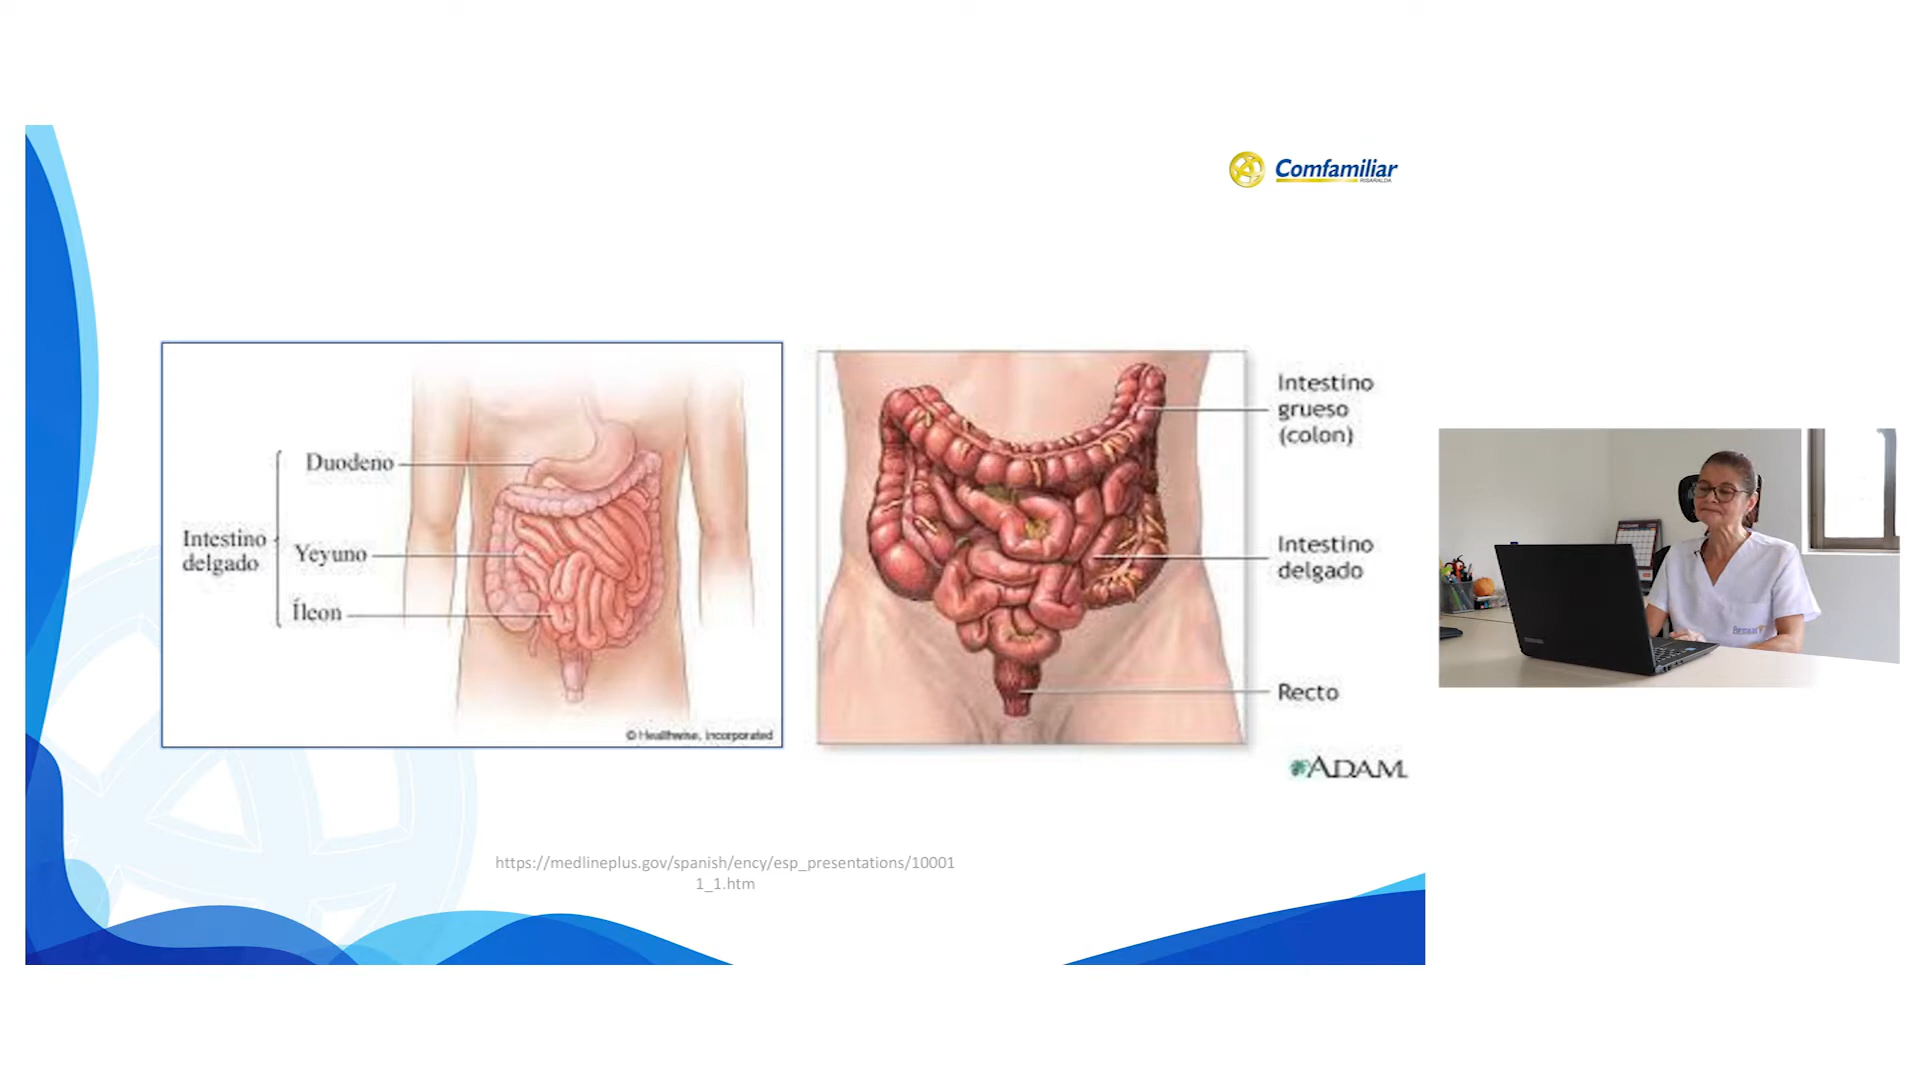 Comfamiliar
RISARALDA
Duodeno
Intestino
delgado
Yeyuno
Íleon
© Healthwise, Incorporated
Intestino
grueso
(colon)
Intestino
delgado
Recto
ADAM.
https://medlineplus.gov/spanish/ency/esp_presentations/10001
1_1.htm